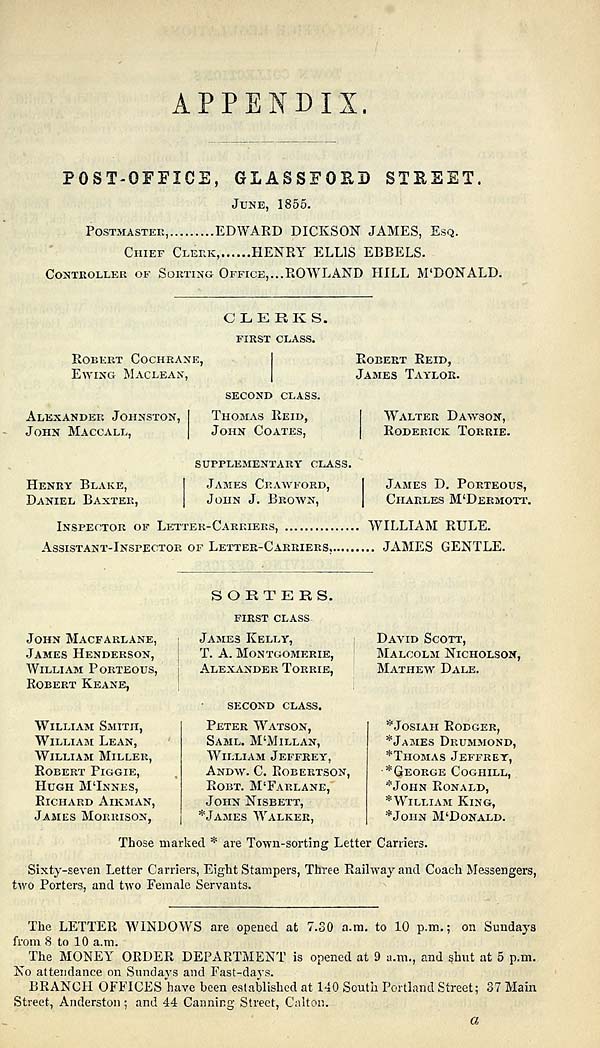 APPENDIX.
POST-OFFICE, GLASSFORD STREET.
JUNE, 1855.
POSTMASTER,.........EDWARD DICKSON JAMES, ESQ.
CHIEF CLERK,......HENRY ELLIS EBBELS.
CONTROLLER OF SORTING OFFICE,...ROWLAND HILL M‘DONALD.
CLERKS.
FIRST CLASS.
ROBERT COCHRANE, ROBERT REID,
EWING MACLEAN, JAMES TAYLOR.
SECOND CLASS.
ALEXANDER JOHNSTON, THOMAS REID, WALTER DAWSON,
JOHN MACCALL, JOHN COATES, RODERICK TORRIE.
SUPPLEMENTARY CLASS.
HENRY BLAKE, JAMES CRAWFORD, JAMES D. PORTEOUS,
DANIEL BAXTER, JOHN J. BROWN, CHARLES M‘DERMOTT.
INSPECTOR OF LETTER-CARRIERS, ............... WILLIAM RULE.
ASSISTANT-INSPECTOR OF LETTER-CARRIERS,......... JAMES GENTLE.
SORTERS.
FIRST CLASS
JOHN MACFARLANE, JAMES KELLY, DAVID SCOTT,
JAMES HENDERSON, T. A. MONTGOMERIE, MALCOLM NICHOLSON,
WILLIAM PORTEOUS, ALEXANDER TORRIE, MATHEW DALE.
ROBERT KEANE,
SECOND CLASS.
WILLIAM SMITH, PETER WATSON, *JOSIAH RODGER,
WILLIAM LEAN, SAML. M‘MILLAN, *JAMES DRUMMOND,
WILLIAM MILLER, WILLIAM JEFFREY, *THOMAS JEFFREY,
ROBERT PIGGIE, ANDW. C. ROBERTSON, *GEORGE COGHILL,
HUGH M‘INNES, ROBT. M‘FARLANE, *JOHN RONALD,
RICHARD AIKMAN, JOHN NISBETT, *WILLIAM KING,
JAMES MORRISON, *JAMES WALKER, *JOHN M‘DONALD.
Those marked * are Town-sorting Letter Carriers.
Sixty-seven Letter Carriers, Eight Stampers, Three Railway and Coach Messengers,
two Porters, and two Female Servants.
The LETTER WINDOWS are opened at 7.30 a.m. to 10 p.m.; on Sundays
from 8 to 10 a.m.
The MONEY ORDER DEPARTMENT is opened at 9 a.m., and shut at 5 p.m.
No attendance on Sundays and Fast-days.
BRANCH OFFICES have been established at 140 South Portland Street; 37 Main
Street, Anderston; and 44 Canning Street, Calton.
a